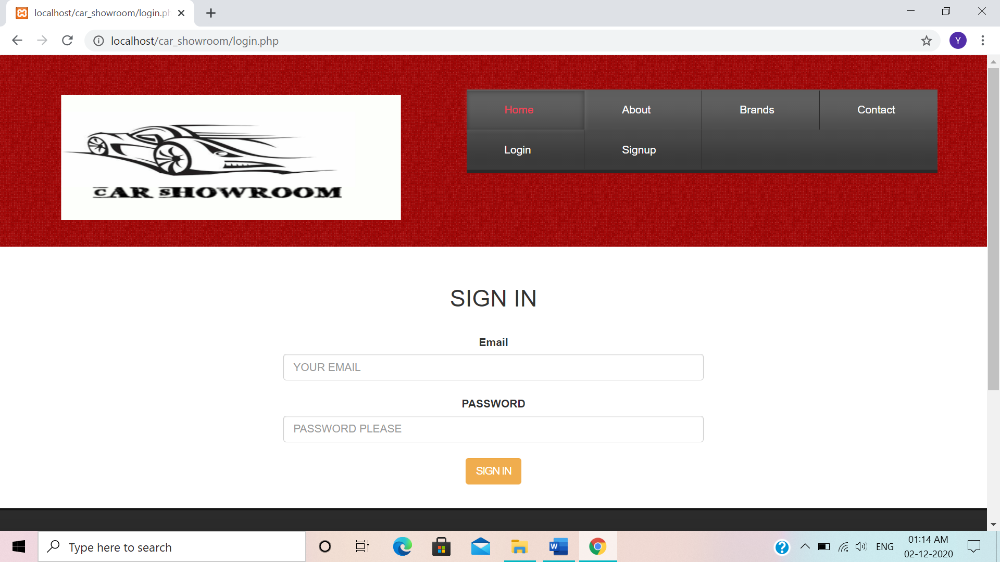 localhost/car_showroom/login.ph
localhost/car_showroom/login.php
Y
Home
About
Brands
Contact
Login
Signup
CAR SHOWROOM
SIGN IN
Email
YOUR EMAIL
PASSWORD
PASSWORD PLEASE
SIGN IN
Type here to search
W
?
ENG
01:14 AM
02-12-2020